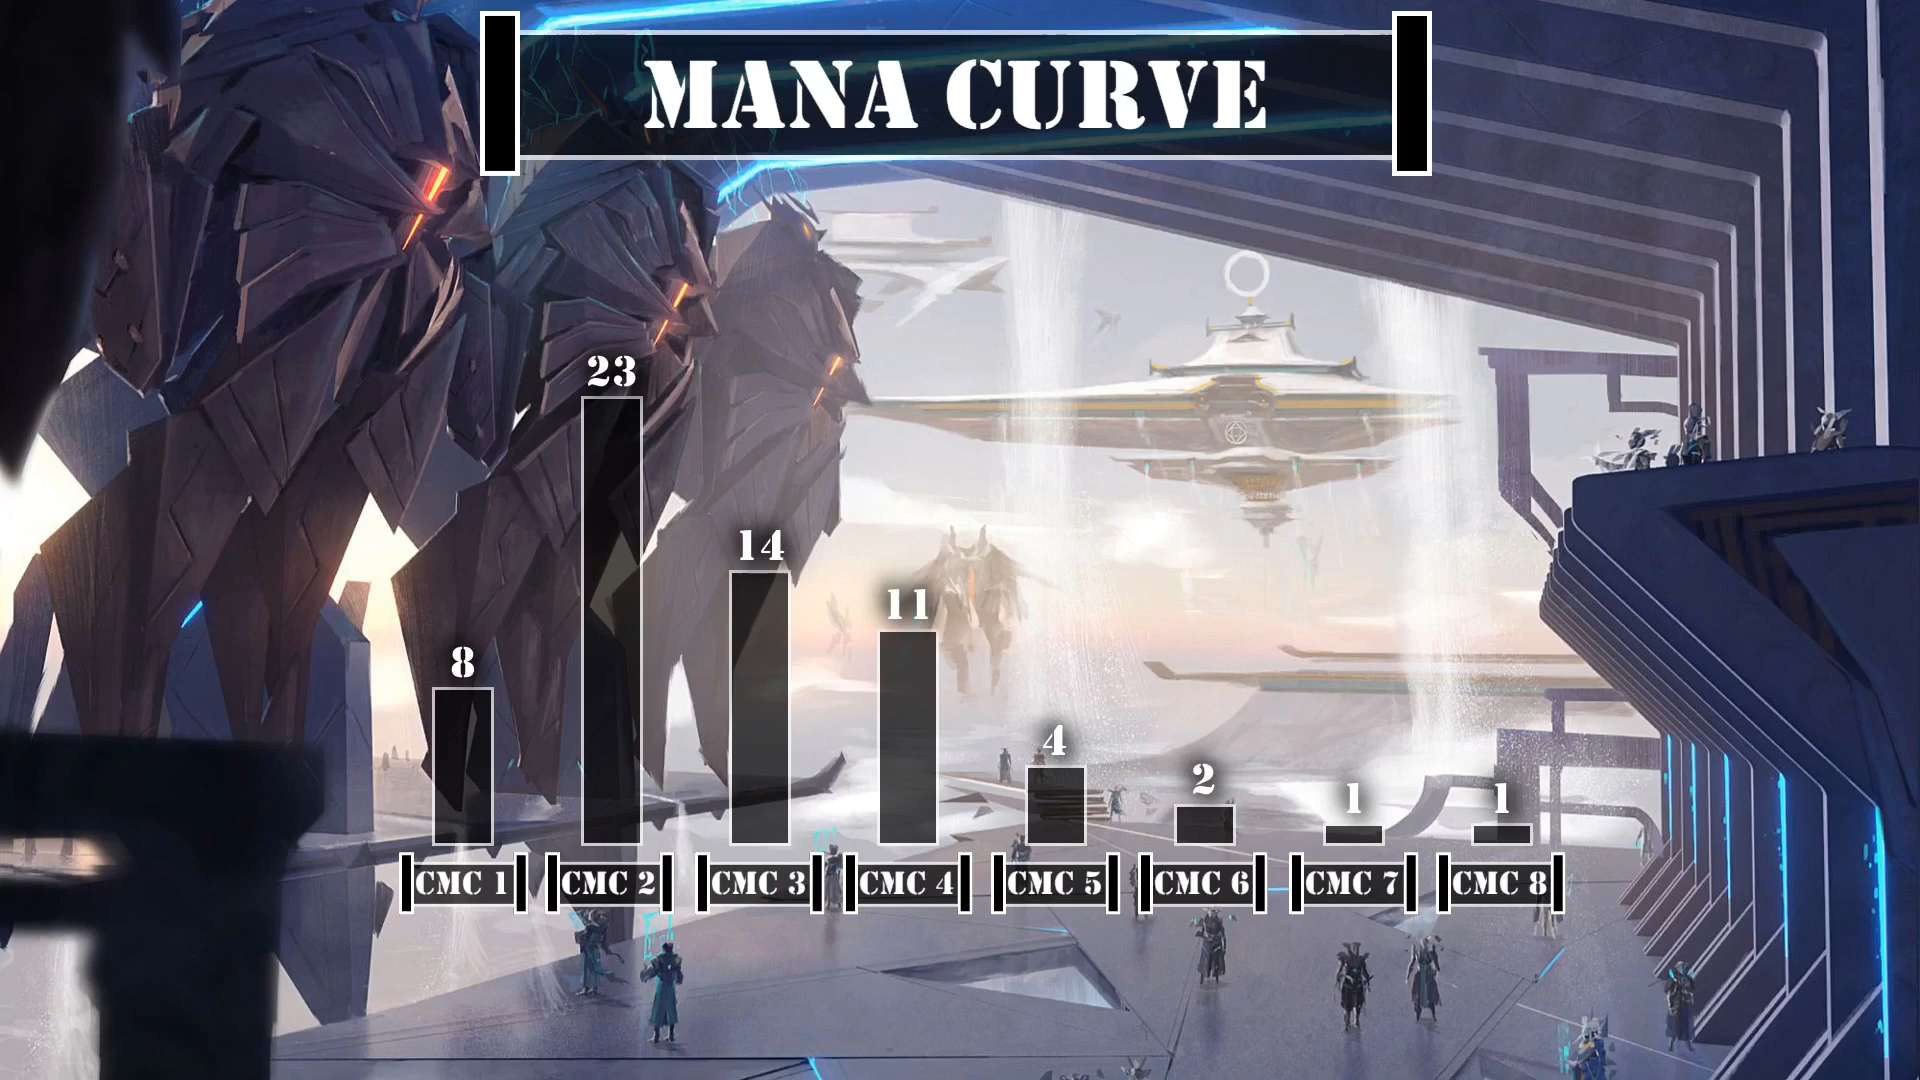 MANA CURVE
23
14
11
8
4
2
1
1
CMC 1
CMC 2
CMC 3
CMC 4
CMC 5
CMC 6
CMC 7
CMC 8